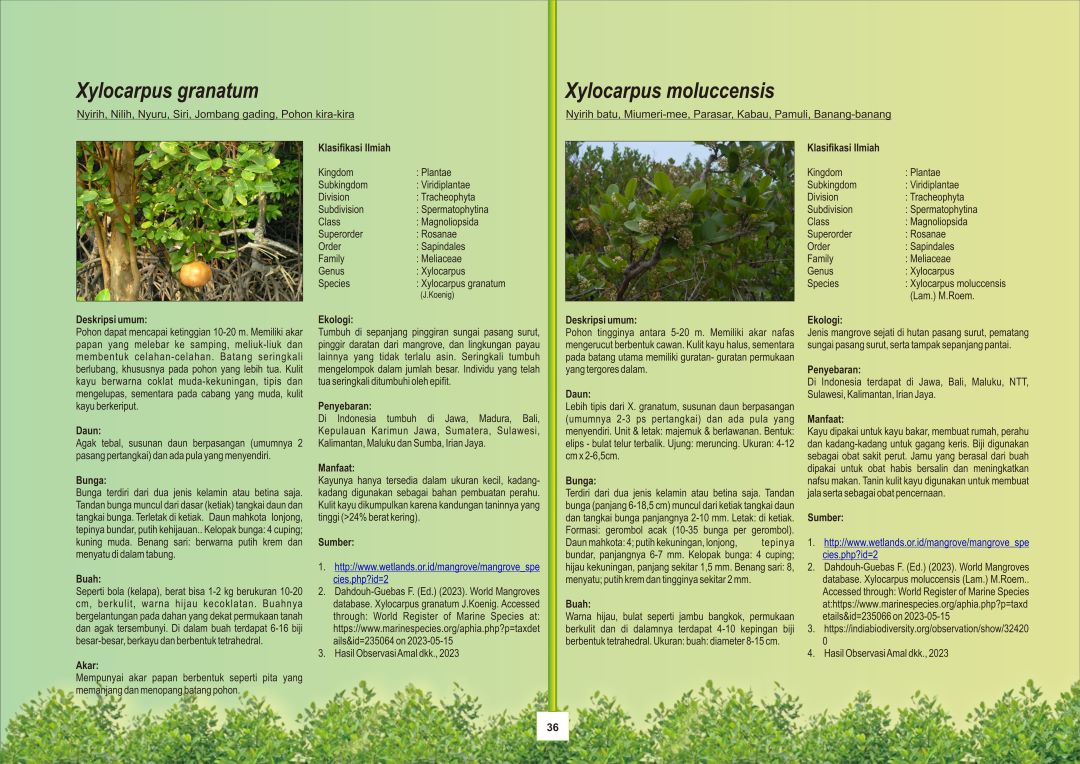 Xylocarpus granatum
Nyirih, Nilih, Nyuru, Siri, Jombang gading, Pohon kira-kira
Klasifikasi Ilmiah
Kingdom : Plantae
Subkingdom : Viridiplantae
Division : Tracheophyta
Subdivision : Spermatophytina
Class : Magnoliopsida
Superorder : Rosanae
Order : Sapindales
Family : Meliaceae
Genus : Xylocarpus
Species : Xylocarpus granatum
(J.Koenig)
Deskripsi umum:
Pohon dapat mencapai ketinggian 10-20 m. Memiliki akar
papan yang melebar ke samping, meliuk-liuk dan
membentuk celahan-celahan. Batang seringkali
berlubang, khususnya pada pohon yang lebih tua. Kulit
kayu berwarna coklat muda-kekuningan, tipis dan
mengelupas, sementara pada cabang yang muda, kulit
kayu berkeriput.
Daun:
Agak tebal, susunan daun berpasangan (umumnya 2
pasang pertangkai) dan ada pula yang menyendiri.
Bunga:
Bunga terdiri dari dua jenis kelamin atau betina saja.
Tandan bunga muncul dari dasar (ketiak) tangkai daun dan
tangkai bunga. Terletak di ketiak. Daun mahkota lonjong,
tepinya bundar, putih kehijauan.. Kelopak bunga: 4 cuping;
kuning muda. Benang sari: berwarna putih krem dan
menyatu di dalam tabung.
Buah:
Seperti bola (kelapa), berat bisa 1-2 kg berukuran 10-20
cm, berkulit, warna hijau kecoklatan. Buahnya
bergelantungan pada dahan yang dekat permukaan tanah
dan agak tersembunyi. Di dalam buah terdapat 6-16 biji
besar-besar, berkayu dan berbentuk tetrahedral.
Akar:
Mempunyai akar papan berbentuk seperti pita yang
memanjang dan menopang batang pohon.
Ekologi:
Tumbuh di sepanjang pinggiran sungai pasang surut,
pinggir daratan dari mangrove, dan lingkungan payau
lainnya yang tidak terlalu asin. Seringkali tumbuh
mengelompok dalam jumlah besar. Individu yang telah
tua seringkali ditumbuhi oleh epifit.
Penyebaran:
Di Indonesia tumbuh di Jawa, Madura, Bali,
Kepulauan Karimun Jawa, Sumatera, Sulawesi,
Kalimantan, Maluku dan Sumba, Irian Jaya.
Manfaat:
Kayunya hanya tersedia dalam ukuran kecil, kadang-
kadang digunakan sebagai bahan pembuatan perahu.
Kulit kayu dikumpulkan karena kandungan taninnya yang
tinggi (>24% berat kering).
Sumber:
1. http://www.wetlands.or.id/mangrove/mangrove_spe
cies.php?id=2
2. Dahdouh-Guebas F. (Ed.) (2023). World Mangroves
database. Xylocarpus granatum J.Koenig. Accessed
through: World Register of Marine Species at:
https://www.marinespecies.org/aphia.php?p=taxdet
ails&id=235064 on 2023-05-15
3. Hasil Observasi Amal dkk., 2023
Xylocarpus moluccensis
Nyirih batu, Miumeri-mee, Parasar, Kabau, Pamuli, Banang-banang
Klasifikasi Ilmiah
Kingdom : Plantae
Subkingdom : Viridiplantae
Division : Tracheophyta
Subdivision : Spermatophytina
Class : Magnoliopsida
Superorder : Rosanae
Order : Sapindales
Family : Meliaceae
Genus : Xylocarpus
Species : Xylocarpus moluccensis
(Lam.) M.Roem.
Deskripsi umum:
Pohon tingginya antara 5-20 m. Memiliki akar nafas
mengerucut berbentuk cawan. Kulit kayu halus, sementara
pada batang utama memiliki guratan- guratan permukaan
yang tergores dalam.
Daun:
Lebih tipis dari X. granatum, susunan daun berpasangan
(umumnya 2-3 ps pertangkai) dan ada pula yang
menyendiri. Unit & letak: majemuk & berlawanan. Bentuk:
elips - bulat telur terbalik. Ujung: meruncing. Ukuran: 4-12
cm x 2-6,5cm.
Bunga:
Terdiri dari dua jenis kelamin atau betina saja. Tandan
bunga (panjang 6-18,5 cm) muncul dari ketiak tangkai daun
dan tangkai bunga panjangnya 2-10 mm. Letak: di ketiak.
Formasi: gerombol acak (10-35 bunga per gerombol).
Daun mahkota: 4; putih kekuningan, lonjong, tepinya
bundar, panjangnya 6-7 mm. Kelopak bunga: 4 cuping;
hijau kekuningan, panjang sekitar 1,5 mm. Benang sari: 8,
menyatu; putih krem dan tingginya sekitar 2 mm.
Buah:
Warna hijau, bulat seperti jambu bangkok, permukaan
berkulit dan di dalamnya terdapat 4-10 kepingan biji
berbentuk tetrahedral. Ukuran: buah: diameter 8-15 cm.
Ekologi:
Jenis mangrove sejati di hutan pasang surut, pematang
sungai pasang surut, serta tampak sepanjang pantai.
Penyebaran:
Di Indonesia terdapat di Jawa, Bali, Maluku, NTT,
Sulawesi, Kalimantan, Irian Jaya.
Manfaat:
Kayu dipakai untuk kayu bakar, membuat rumah, perahu
dan kadang-kadang untuk gagang keris. Biji digunakan
sebagai obat sakit perut. Jamu yang berasal dari buah
dipakai untuk obat habis bersalin dan meningkatkan
nafsu makan. Tanin kulit kayu digunakan untuk membuat
jala serta sebagai obat pencernaan.
Sumber:
1. http://www.wetlands.or.id/mangrove/mangrove_spe
cies.php?id=2
2. Dahdouh-Guebas F. (Ed.) (2023). World Mangroves
database. Xylocarpus moluccensis (Lam.) M.Roem..
Accessed through: World Register of Marine Species
at:https://www.marinespecies.org/aphia.php?p=taxd
etails&id=235066 on 2023-05-15
3. https://indiabiodiversity.org/observation/show/32420
0
4. Hasil Observasi Amal dkk., 2023
36